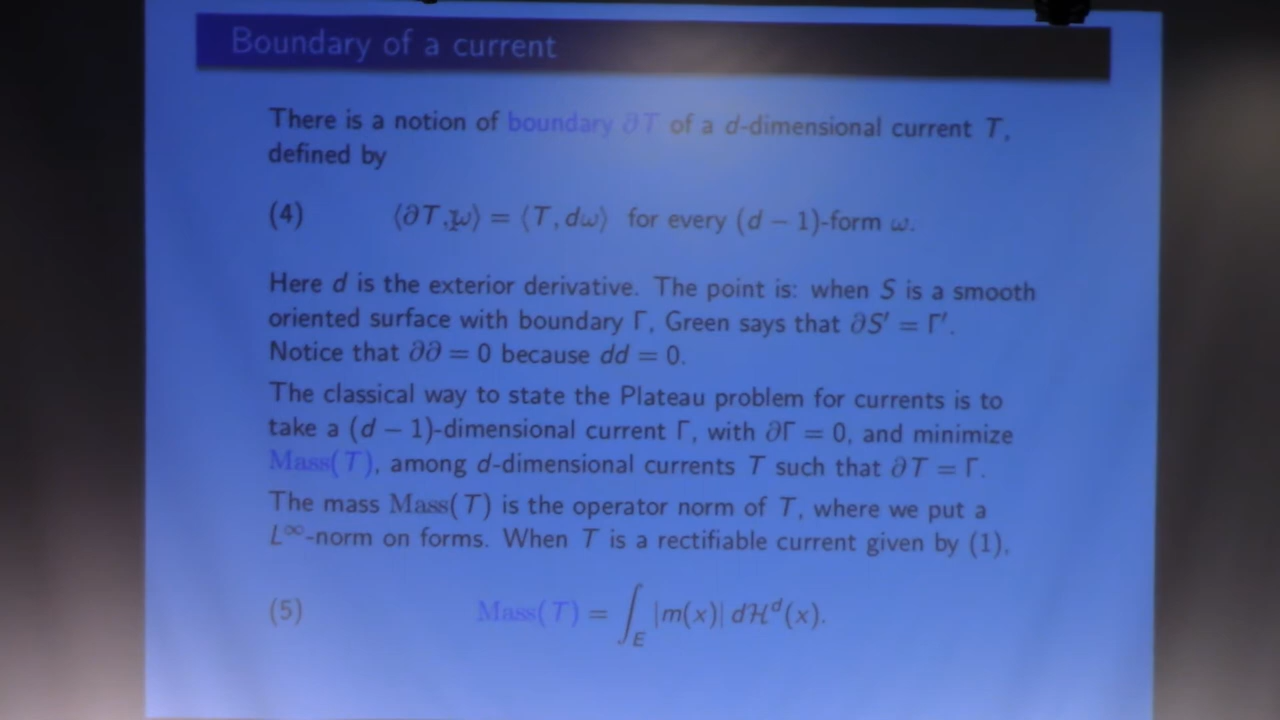 Boundary of a current
There is a notion of boundary ∂T of a d-dimensional current T,
defined by
(4) ⟨∂T, ω⟩ = ⟨T, dω⟩ for every (d − 1)-form ω.
Here d is the exterior derivative. The point is: when S is a smooth
oriented surface with boundary Γ, Green says that ∂S′ = Γ′.
Notice that ∂∂ = 0 because dd = 0.
The classical way to state the Plateau problem for currents is to
take a (d − 1)-dimensional current Γ, with ∂Γ = 0, and minimize
Mass(T), among d-dimensional currents T such that ∂T = Γ.
The mass Mass(T) is the operator norm of T, where we put a
L^∞-norm on forms. When T is a rectifiable current given by (1),
(5) Mass(T) = ∫_E |m(x)| dℋ^d(x).